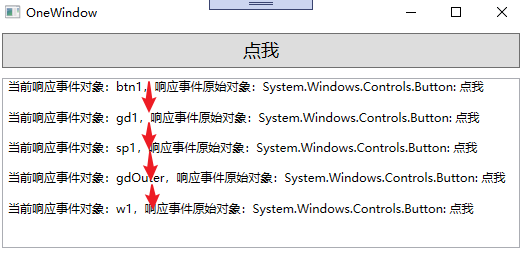 OneWindow
点我
当前响应事件对象：btn1，响应事件原始对象：System.Windows.Controls.Button: 点我
当前响应事件对象：gd1，响应事件原始对象：System.Windows.Controls.Button: 点我
当前响应事件对象：sp1，响应事件原始对象：System.Windows.Controls.Button: 点我
当前响应事件对象：gdOuter，响应事件原始对象：System.Windows.Controls.Button: 点我
当前响应事件对象：w1，响应事件原始对象：System.Windows.Controls.Button: 点我